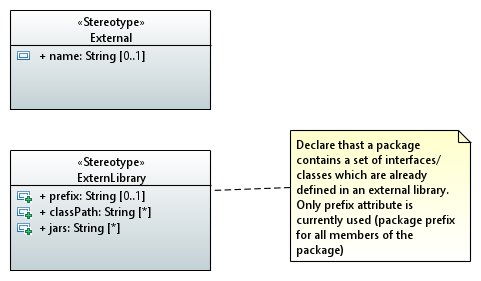 «Stereotype»
External
+ name: String [0..1]
«Stereotype»
ExternLibrary
+ prefix: String [0..1]
+ classPath: String [*]
+ jars: String [*]
Declare thast a package
contains a set of interfaces/
classes which are already
defined in an external library.
Only prefix attribute is
currently used (package prefix
for all members of the
package)